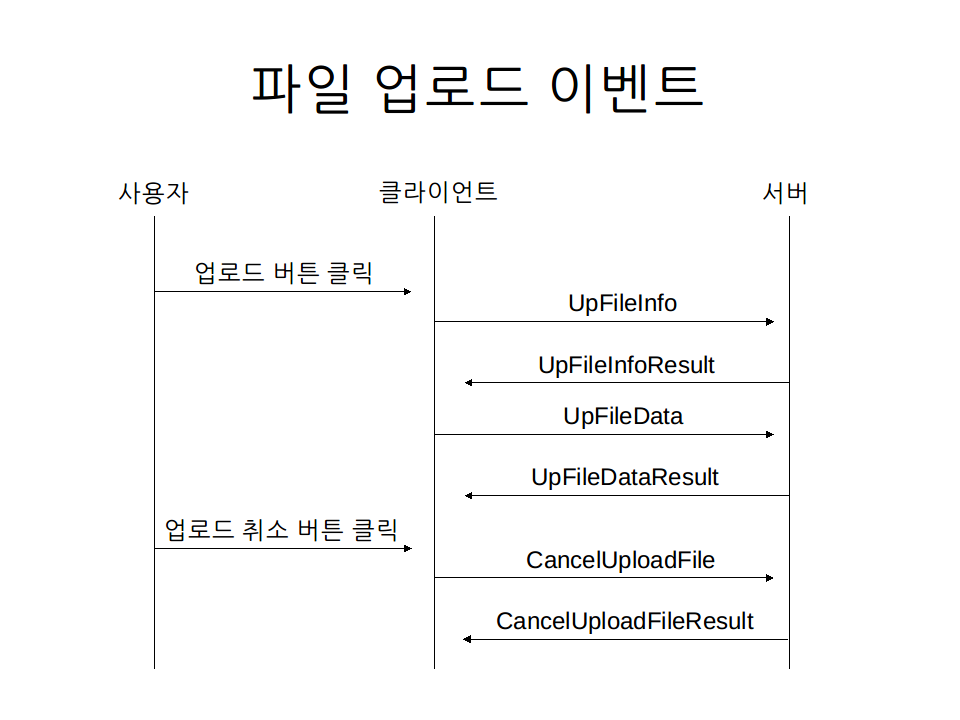 파일 업로드 이벤트
사용자
클라이언트
서버
업로드 버튼 클릭
UpFileInfo
UpFileInfoResult
UpFileData
UpFileDataResult
업로드 취소 버튼 클릭
CancelUploadFile
CancelUploadFileResult